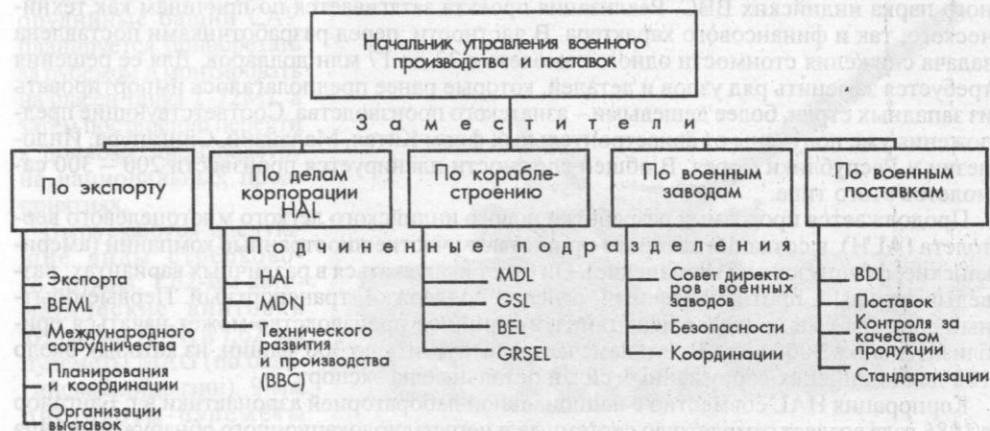 Начальник управления военного
производства и поставок
Заместители
По экспорту
По делам
корпорации
HAL
По корабле-
строению
По военным
заводам
По военным
поставкам
Подчиненные подразделения
Экспорта
BEML
Международного
сотрудничества
Планирования
и координации
Организации
выставок
HAL
MDN
Технического
развития
и производства
(ВВС)
MDL
GSL
BEL
GRSEL
Совет директо-
ров военных
заводов
Безопасности
Координации
BDL
Поставок
Контроля за
качеством
продукции
Стандартизации